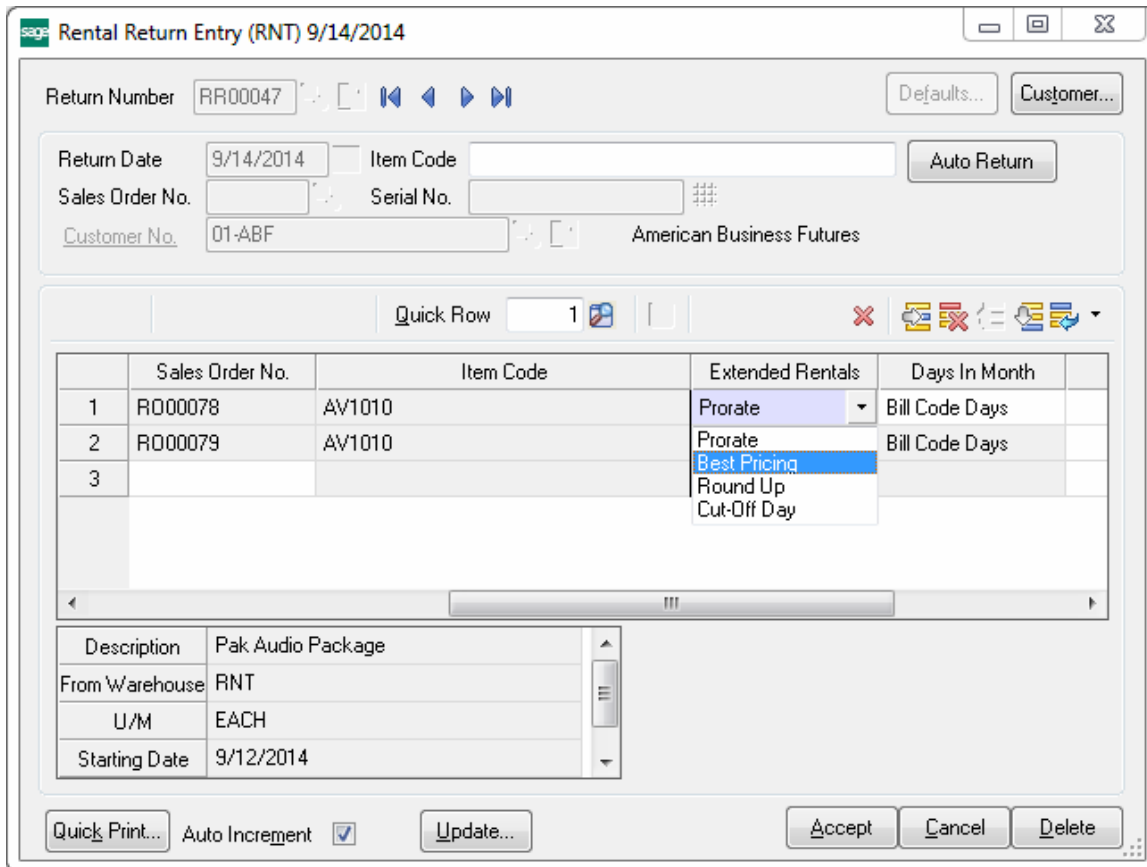 sage Rental Return Entry (RNT) 9/14/2014
Return Number RR00047 Defaults... Customer...
Return Date 9/14/2014 Item Code Auto Return
Sales Order No. Serial No.
Customer No. 01-ABF American Business Futures
Quick Row 1
Sales Order No. Item Code Extended Rentals Days In Month
1 RO00078 AV1010 Prorate Bill Code Days
2 RO00079 AV1010 Prorate Bill Code Days
Best Pricing
3 Round Up
Cut-Off Day
Description Pak Audio Package
From Warehouse RNT
U/M EACH
Starting Date 9/12/2014
Quick Print... Auto Increment Update... Accept Cancel Delete